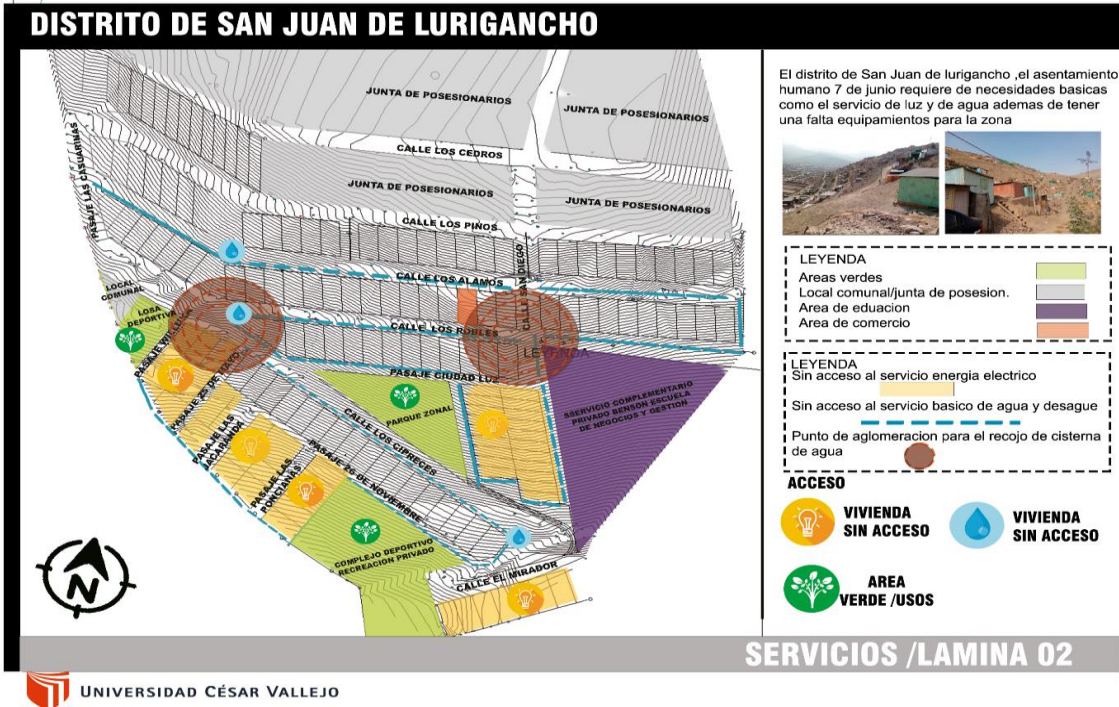 DISTRITO DE SAN JUAN DE LURIGANCHO
JUNTA DE POSESIONARIOS
JUNTA DE POSESIONARIOS
CALLE LOS CEDROS
JUNTA DE POSESIONARIOS
JUNTA DE POSESIONARIOS
PASAJE LAS CASUARINAS
CALLE LOS PIÑOS
CALLE SAN DIEGO
CALLE LOS ALAMOS
LOCAL
COMUNAL
LOSA
DEPORTIVA
CALLE LOS ROBLES
LEYENDA
PASAJE
PASAJE 25 DE MAYO
PASAJE CIUDAD LUZ
PARQUE ZONAL
SSERVICIO COMPLEMENTARIO
PRIVADO BENSON ESCUELA
DE NEGOCIOS Y GESTION
PASAJE LAS
JACARANDA
CALLE LOS CIPRECES
PASAJE LAS
PONCIANAS
PASAJE 26 DE NOVIEMBRE
COMPLEJO DEPORTIVO
RECREACION PRIVADO
CALLE EL MIRADOR
N
El distrito de San Juan de lurigancho ,el asentamiento
humano 7 de junio requiere de necesidades basicas
como el servicio de luz y de agua ademas de tener
una falta equipamientos para la zona
LEYENDA
Areas verdes
Local comunal/junta de posesion.
Area de eduacion
Area de comercio
LEYENDA
Sin acceso al servicio energia electrico
Sin acceso al servicio basico de agua y desague
Punto de aglomeracion para el recojo de cisterna
de agua
ACCESO
VIVIENDA
SIN ACCESO
VIVIENDA
SIN ACCESO
AREA
VERDE /USOS
SERVICIOS /LAMINA 02
UNIVERSIDAD CÉSAR VALLEJO